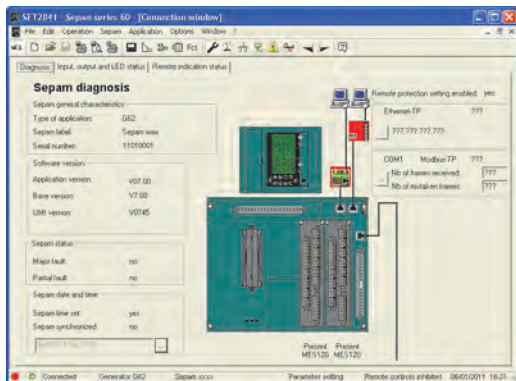 SFT2841 - Sepam series 60 - [Connection window]
File Edit Operation Sepam Application Options Window ?
Fct
Diagnosis Input, output and LED status Remote indication status
Sepam diagnosis
Sepam general characteristics
Type of application: G62
Sepam label: Sepam xxxx
Serial number: 11010001
Software version
Application version: V07.00
Base version: V7.00
UMI version: V0745
Sepam status
Major fault: no
Partial fault: no
Sepam date and time
Sepam time set: yes
Sepam synchronized: no
...
Present MES120
Present MES120
Remote protection setting enabled: yes
Ethernet-TP ???
... ???.???.???.???
COM1 Modbus-TP ???
... Nb of frames received: ???
Nb of mistaken frames: ???
Connected Generator G62 Sepam xxxx Parameter setting Remote controls inhibited 06/01/2011 16:27